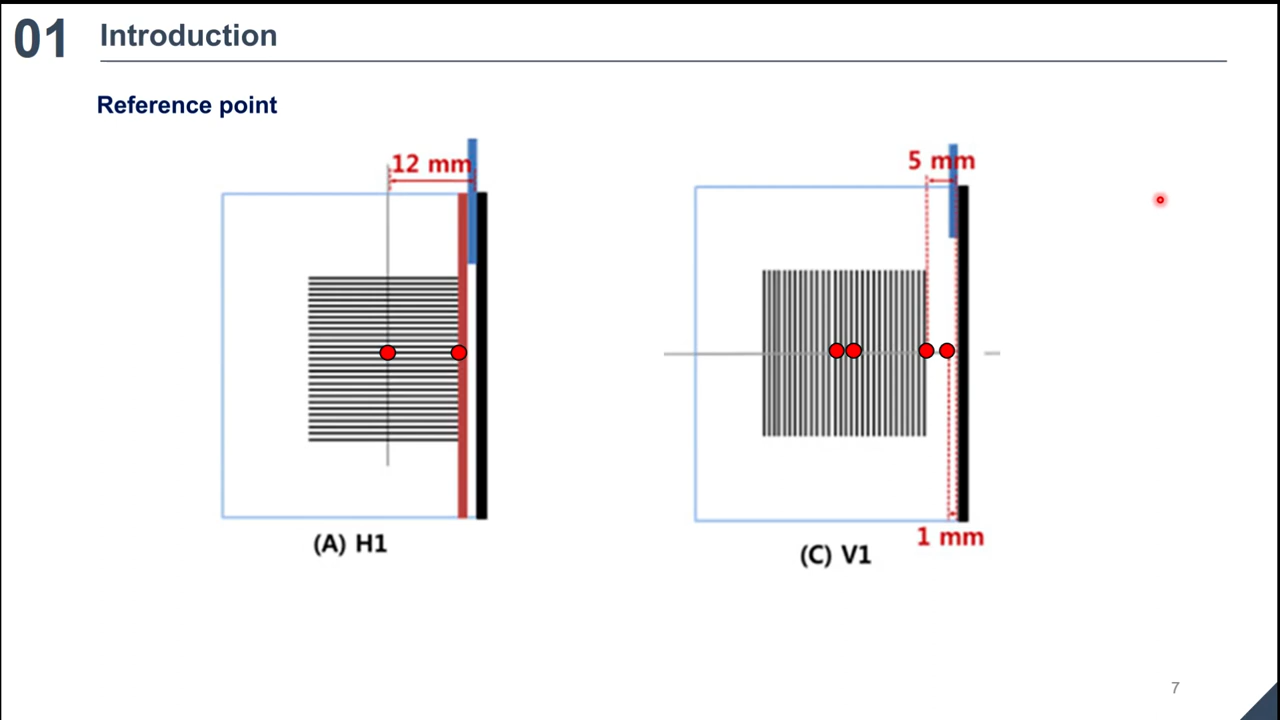 01
Introduction
Reference point
12 mm
5 mm
(A) H1
(C) V1
1 mm
7